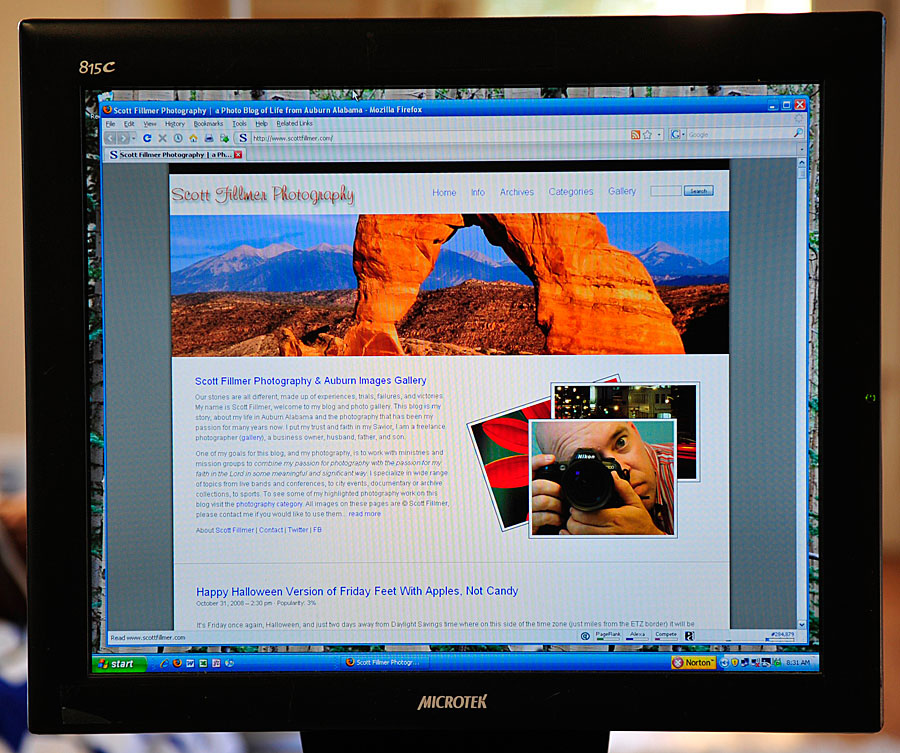 815C
Scott Fillmer Photography | a Photo Blog of Life from Auburn Alabama - Mozilla Firefox
File Edit View History Bookmarks Tools Help Related Links
S http://www.scottfillmer.com/
G Google
S Scott Fillmer Photography | a Ph...
Scott Fillmer Photography
Home Info Archives Categories Gallery Search
Scott Fillmer Photography & Auburn Images Gallery
Our stories are all different, made up of experiences, trials, failures, and victories.
My name is Scott Fillmer, welcome to my blog and photo gallery. This blog is my
story, about my life in Auburn Alabama and the photography that has been my
passion for many years now. I put my trust and faith in my Savior, I am a freelance
photographer (gallery), a business owner, husband, father, and son.
One of my goals for this blog, and my photography, is to work with ministries and
mission groups to combine my passion for photography with the passion for my
faith in the Lord in some meaningful and significant way. I specialize in wide range
of topics from live bands and conferences, to city events, documentary or archive
collections, to sports. To see some of my highlighted photography work on this
blog visit the photography category. All images on these pages are © Scott Fillmer,
please contact me if you would like to use them... read more
About Scott Fillmer | Contact | Twitter | FB
Nikon
Happy Halloween Version of Friday Feet With Apples, Not Candy
October 31, 2008 – 2:30 pm · Popularity: 3%
It's Friday once again, Halloween, and just two days away from Daylight Savings time where on this side of the time zone (just miles from the ETZ border) it will be
Read www.scottfillmer.com
PageRank Alexa Compete #294,879
start
Scott Fillmer Photogr...
Norton
8:31 AM
MICROTEK